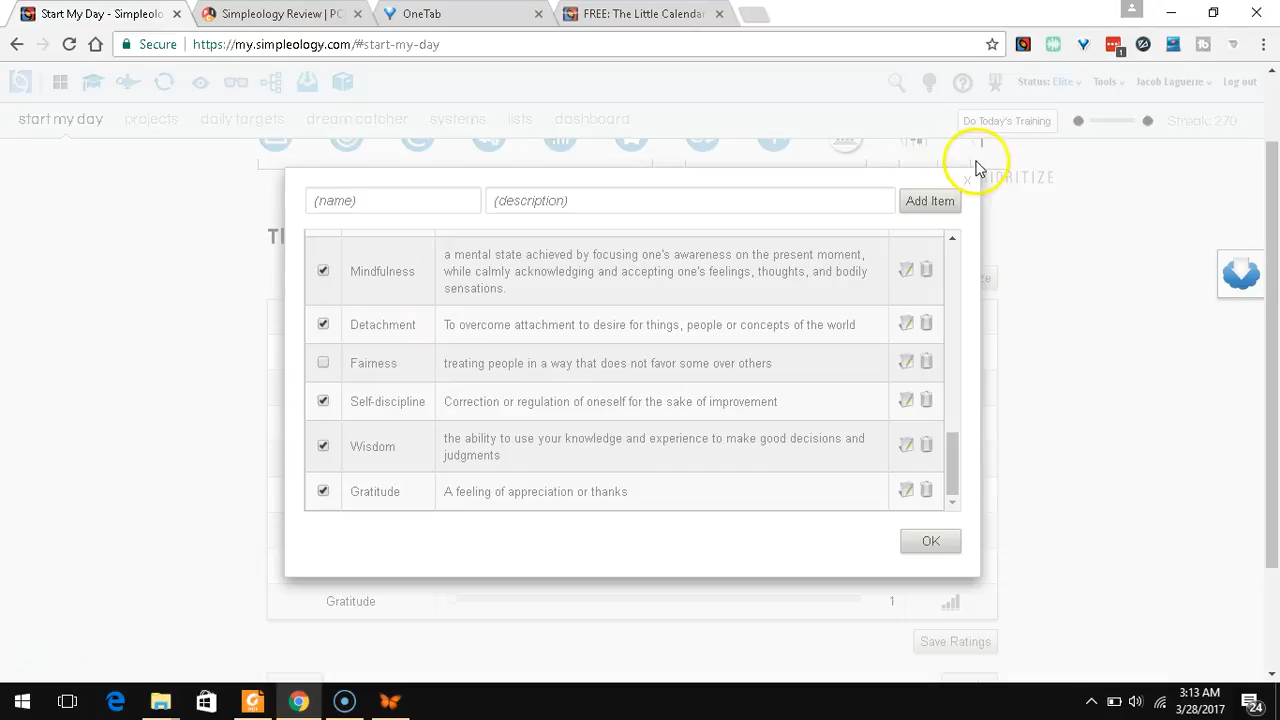 Start My Day - Simpleolo
Simpleology Review | PC
OneTab
FREE: The Little Calenda
Secure
https://my.simpleology.com/#start-my-day
1
Status: Elite
Tools
Jacob Laguerre
Log out
start my day
projects
daily targets
dream catcher
systems
lists
dashboard
Do Today's Training
Streak: 270
x
ORITIZE
(name)
(description)
Add Item
Mindfulness
a mental state achieved by focusing one's awareness on the present moment,
while calmly acknowledging and accepting one's feelings, thoughts, and bodily
sensations.
Detachment
To overcome attachment to desire for things, people or concepts of the world
Fairness
treating people in a way that does not favor some over others
Self-discipline
Correction or regulation of oneself for the sake of improvement
Wisdom
the ability to use your knowledge and experience to make good decisions and
judgments
Gratitude
A feeling of appreciation or thanks
OK
Gratitude
1
Save Ratings
3:13 AM
3/28/2017
24